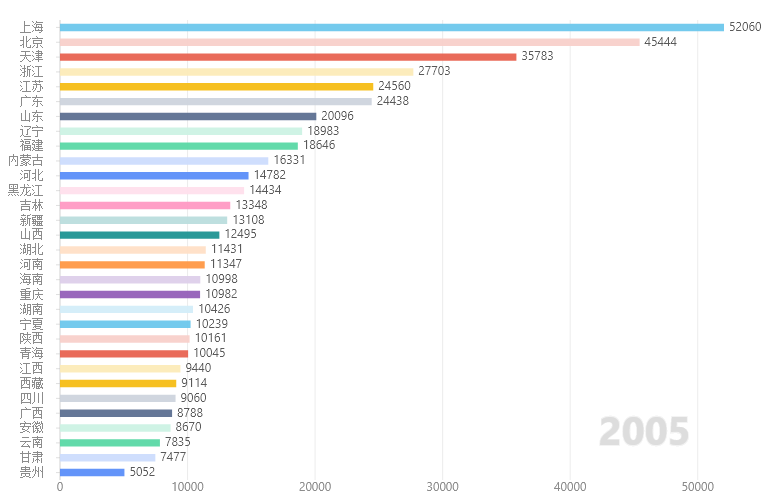 上海 52060
北京 45444
天津 35783
浙江 27703
江苏 24560
广东 24438
山东 20096
辽宁 18983
福建 18646
内蒙古 16331
河北 14782
黑龙江 14434
吉林 13348
新疆 13108
山西 12495
湖北 11431
河南 11347
海南 10998
重庆 10982
湖南 10426
宁夏 10239
陕西 10161
青海 10045
江西 9440
西藏 9114
四川 9060
广西 8788
安徽 8670
云南 7835
甘肃 7477
贵州 5052
2005
0 10000 20000 30000 40000 50000